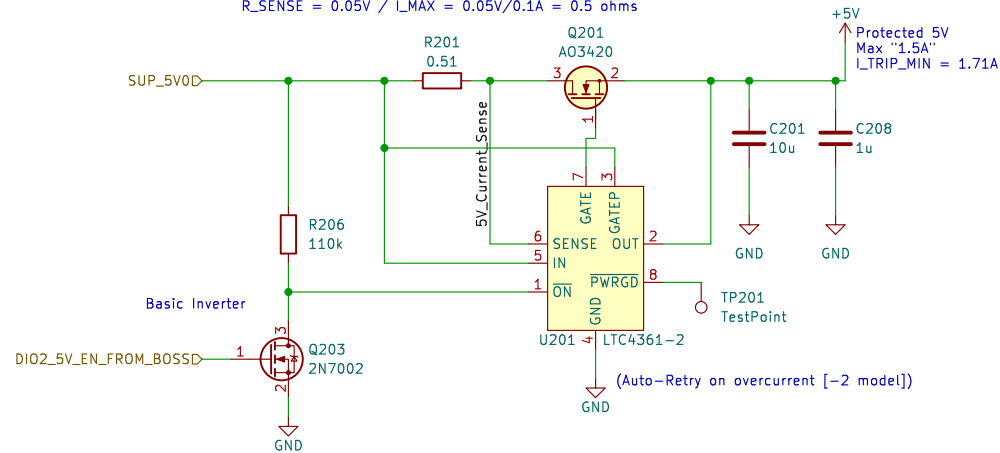 R_SENSE = 0.05V / I_MAX = 0.05V/0.1A = 0.5 ohms
+5V
Protected 5V
Max "1.5A"
I_TRIP_MIN = 1.71A
Q201
AO3420
R201
0.51
SUP_5V0
3
2
1
5V_Current_Sense
C201
10u
C208
1u
7
3
GATE
GATEP
R206
110k
6
SENSE
OUT
2
GND
GND
5
IN
1
ON
PWRGD
8
GND
TP201
TestPoint
Basic Inverter
U201
4
LTC4361-2
3
DIO2_5V_EN_FROM_BOSS
1
Q203
2N7002
2
(Auto-Retry on overcurrent [-2 model])
GND
GND